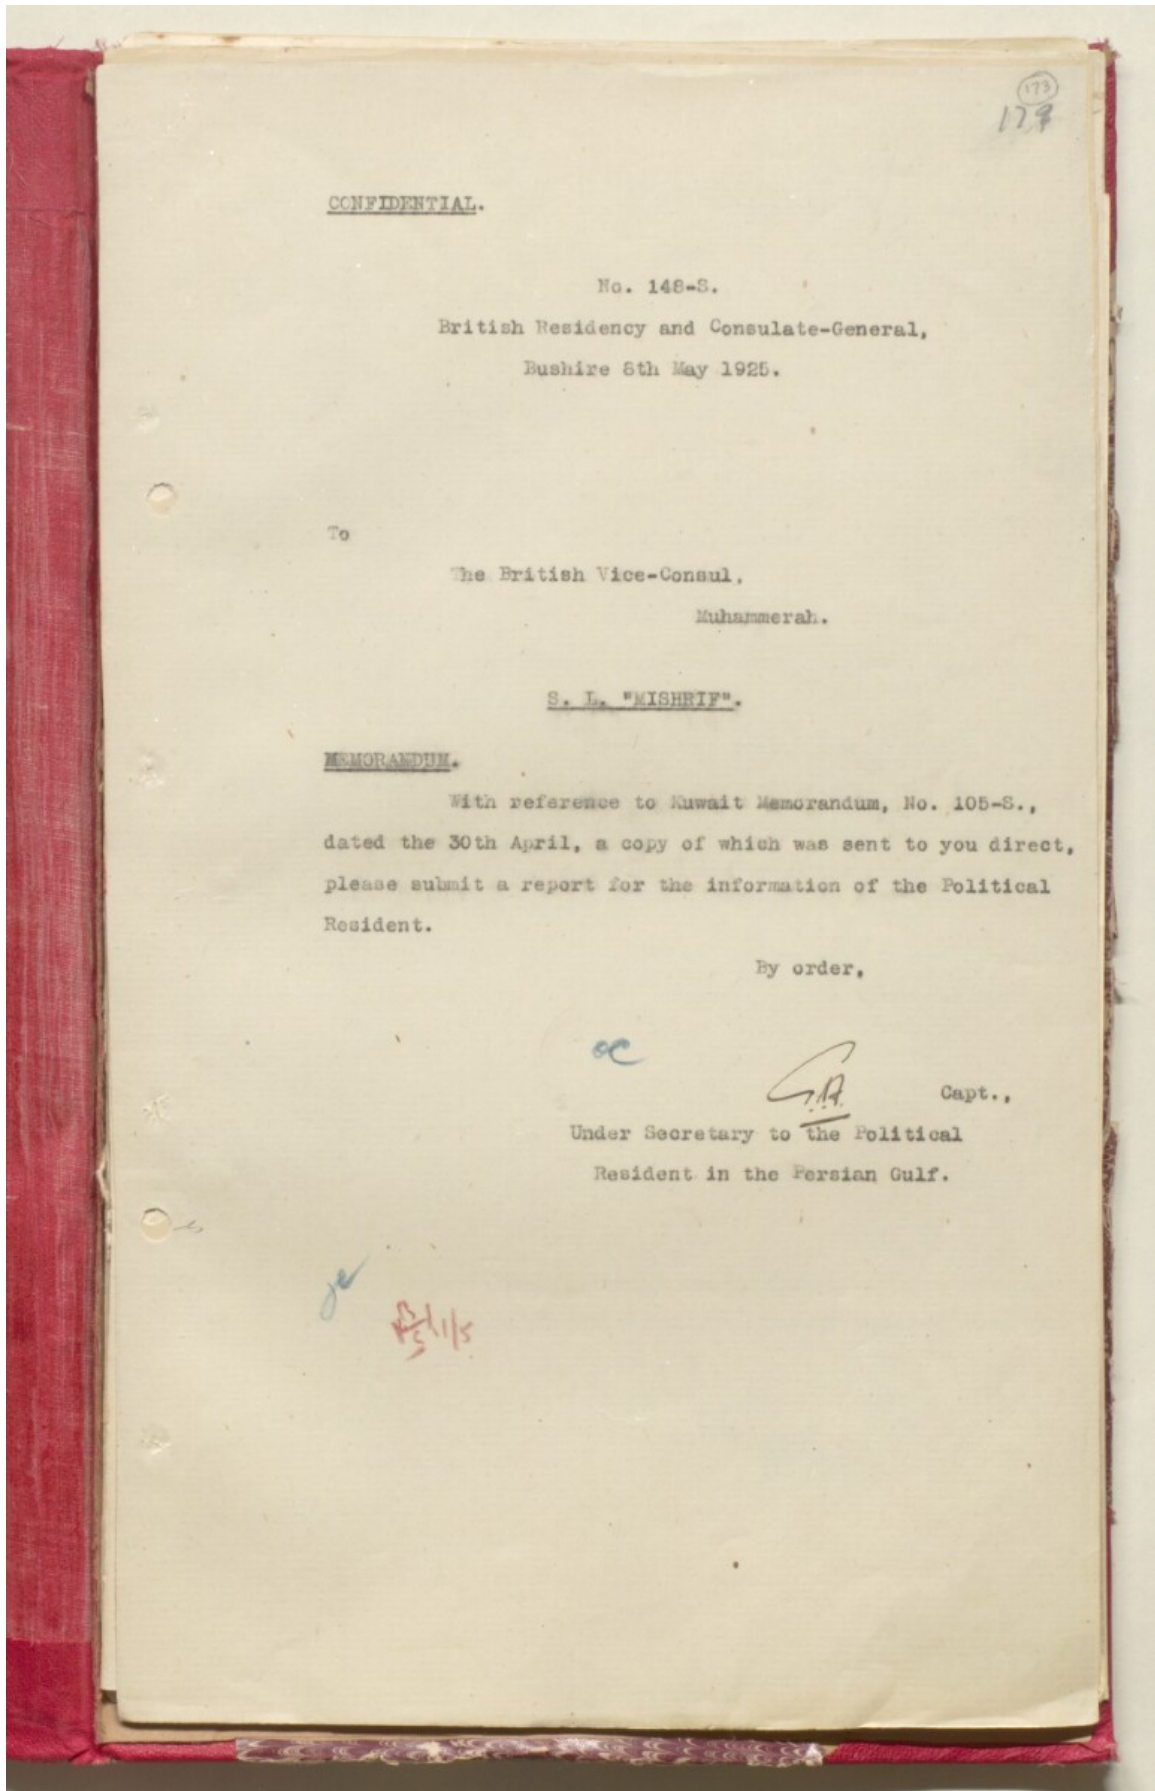 173
179
CONFIDENTIAL.
No. 148-S.
British Residency and Consulate-General,
Bushire 8th May 1925.
To
The British Vice-Consul,
Muhammerah.
S. L. "MISHRIF".
MEMORANDUM.
With reference to Kuwait Memorandum, No. 105-S.,
dated the 30th April, a copy of which was sent to you direct,
please submit a report for the information of the Political
Resident.
By order,
Capt.,
Under Secretary to the Political
Resident in the Persian Gulf.